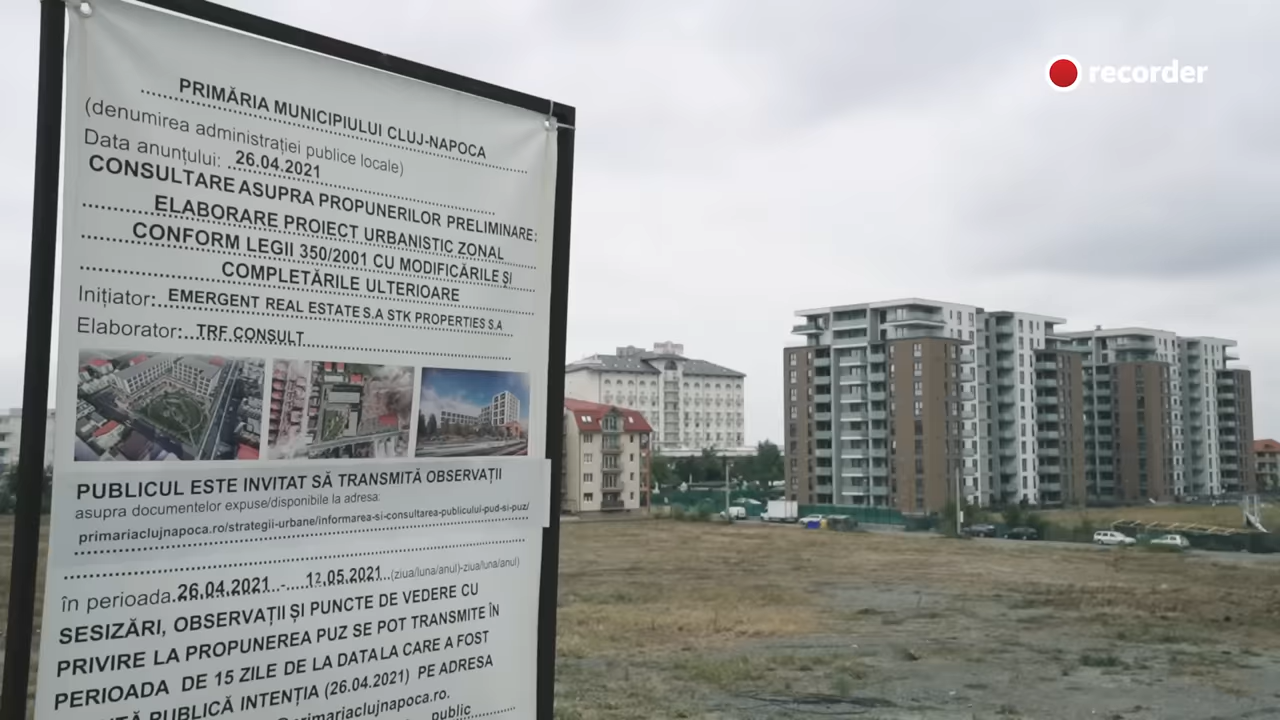 recorder
PRIMĂRIA MUNICIPIULUI CLUJ-NAPOCA
(denumirea administrației publice locale)
Data anunțului: 26.04.2021
CONSULTARE ASUPRA PROPUNERILOR PRELIMINARE:
ELABORARE PROIECT URBANISTIC ZONAL
CONFORM LEGII 350/2001 CU MODIFICĂRILE ȘI
COMPLETĂRILE ULTERIOARE
Inițiator: EMERGENT REAL ESTATE S.A STK PROPERTIES S.A
Elaborator: TRF CONSULT
PUBLICUL ESTE INVITAT SĂ TRANSMITĂ OBSERVAȚII
asupra documentelor expuse/disponibile la adresa:
primariaclujnapoca.ro/strategii-urbane/informarea-si-consultarea-publicului-pud-si-puz/
în perioada 26.04.2021 - 12.05.2021 (ziua/luna/anul)-ziua/luna/anul)
SESIZĂRI, OBSERVAȚII ȘI PUNCTE DE VEDERE CU
PRIVIRE LA PROPUNEREA PUZ SE POT TRANSMITE ÎN
PERIOADA DE 15 ZILE DE LA DATA LA CARE A FOST
PUBLICĂ INTENȚIA (26.04.2021) PE ADRESA
@primariaclujnapoca.ro.
public